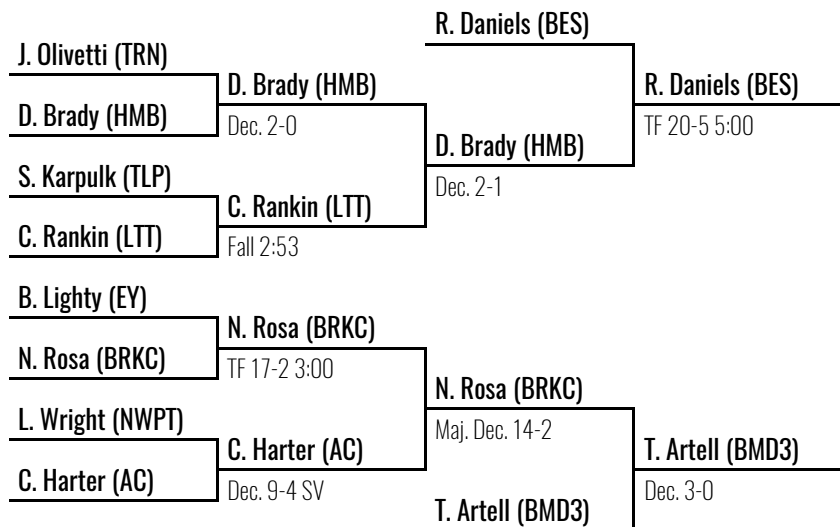 R. Daniels (BES)
J. Olivetti (TRN)
D. Brady (HMB)
R. Daniels (BES)
D. Brady (HMB)
Dec. 2-0
TF 20-5 5:00
D. Brady (HMB)
S. Karpulk (TLP)
Dec. 2-1
C. Rankin (LTT)
C. Rankin (LTT)
Fall 2:53
B. Lighty (EY)
N. Rosa (BRKC)
N. Rosa (BRKC)
TF 17-2 3:00
N. Rosa (BRKC)
L. Wright (NWPT)
Maj. Dec. 14-2
C. Harter (AC)
T. Artell (BMD3)
C. Harter (AC)
Dec. 9-4 SV
Dec. 3-0
T. Artell (BMD3)